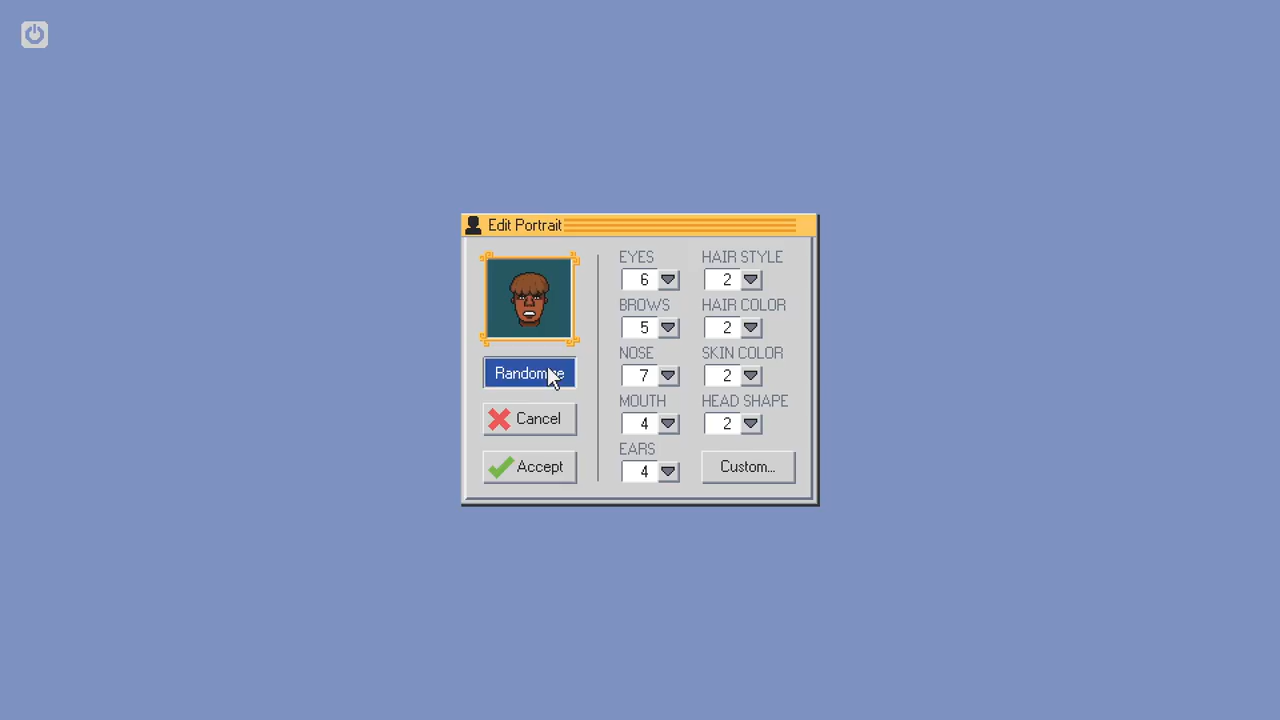 Edit Portrait
EYES
6
HAIR STYLE
2
BROWS
5
HAIR COLOR
2
NOSE
7
SKIN COLOR
2
MOUTH
4
HEAD SHAPE
2
EARS
4
Custom...
Randomize
Cancel
Accept